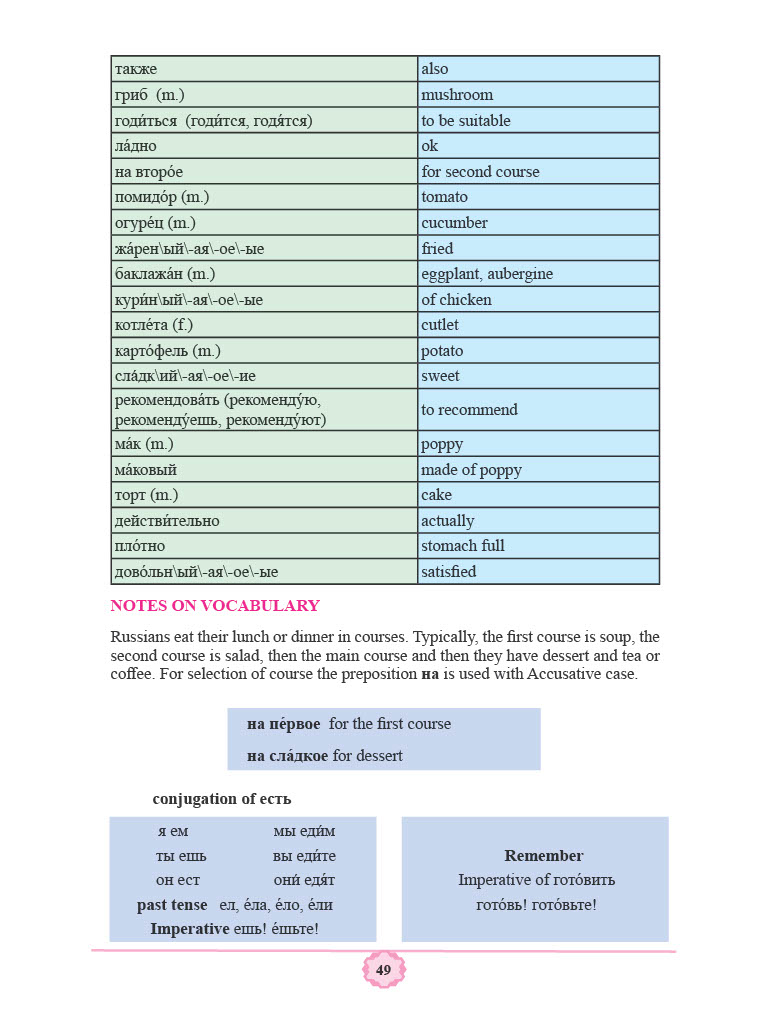 также also
гриб (m.) mushroom
годи́ться (годи́тся, годя́тся) to be suitable
ла́дно ok
на второ́е for second course
помидо́р (m.) tomato
огуре́ц (m.) cucumber
жа́рен\ый\-ая\-ое\-ые fried
баклажа́н (m.) eggplant, aubergine
кури́н\ый\-ая\-ое\-ые of chicken
котле́та (f.) cutlet
карто́фель (m.) potato
сла́дк\ий\-ая\-ое\-ие sweet
рекомендова́ть (рекоменду́ю,
рекоменду́ешь, рекоменду́ют) to recommend
ма́к (m.) poppy
ма́ковый made of poppy
торт (m.) cake
действи́тельно actually
пло́тно stomach full
дово́льн\ый\-ая\-ое\-ые satisfied
NOTES ON VOCABULARY
Russians eat their lunch or dinner in courses. Typically, the first course is soup, the
second course is salad, then the main course and then they have dessert and tea or
coffee. For selection of course the preposition на is used with Accusative case.
на пе́рвое for the first course
на сла́дкое for dessert
conjugation of есть
я ем мы еди́м
ты ешь вы еди́те
он ест они́ едя́т
past tense ел, е́ла, е́ло, е́ли
Imperative ешь! е́шьте!
Remember
Imperative of гото́вить
гото́вь! гото́вьте!
49